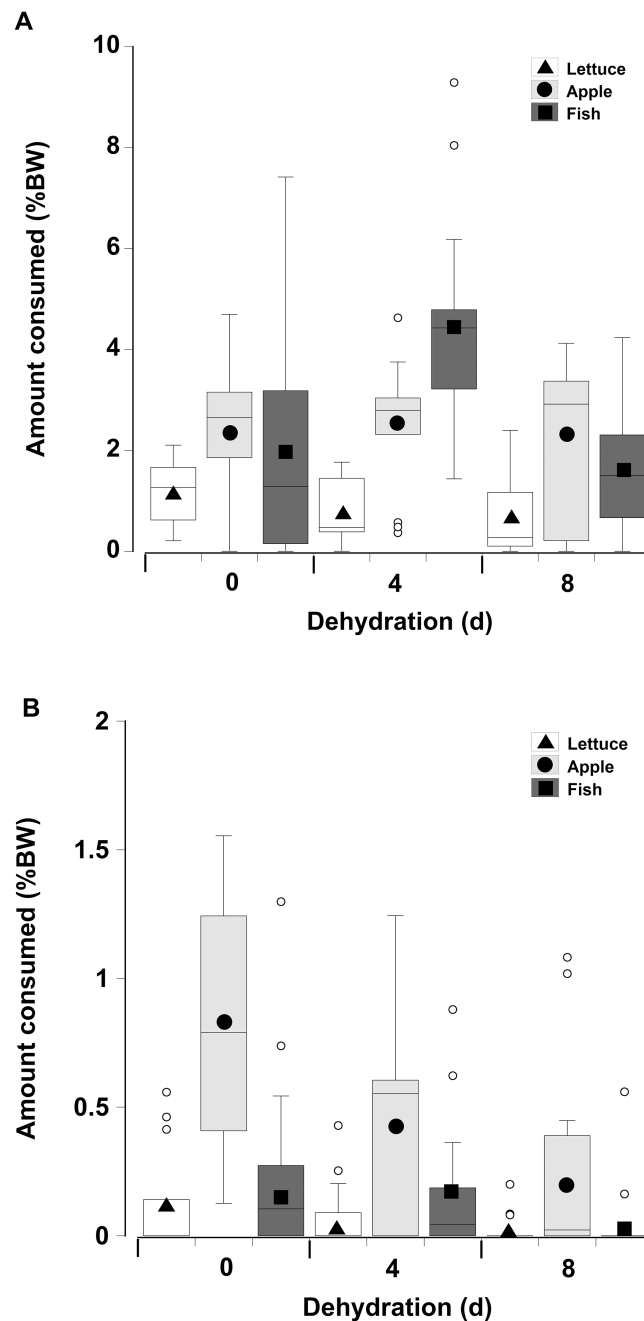 A
10
8
6
4
2
0
Amount consumed (%BW)
Lettuce
Apple
Fish
0 4 8
Dehydration (d)
B
2
1.5
1
0.5
0
Amount consumed (%BW)
Lettuce
Apple
Fish
0 4 8
Dehydration (d)